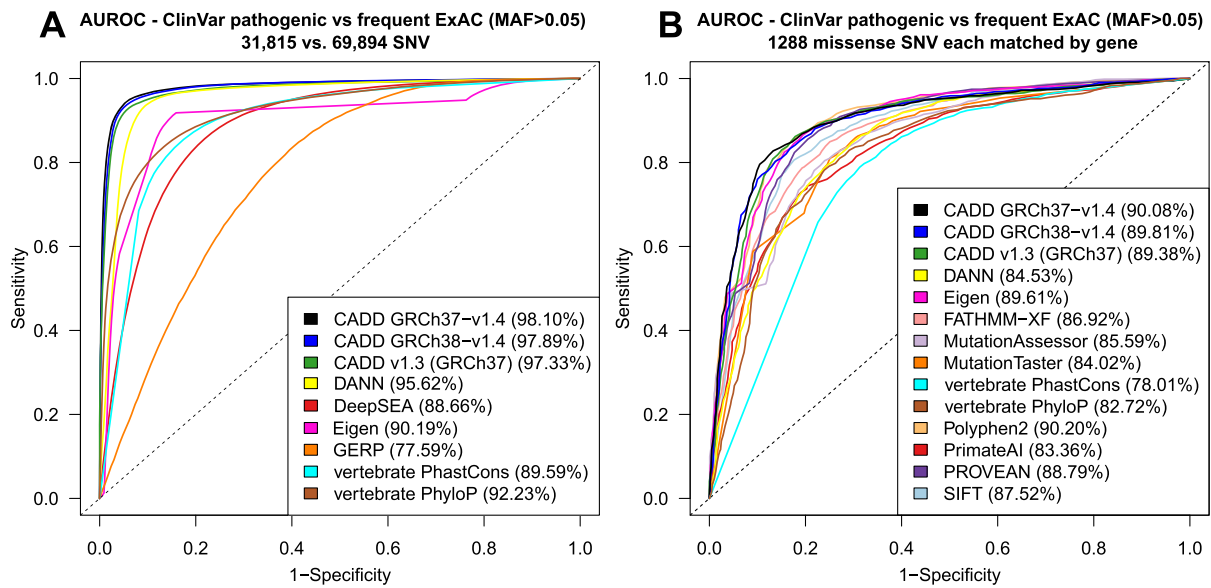 A
AUROC - ClinVar pathogenic vs frequent ExAC (MAF>0.05)
31,815 vs. 69,894 SNV
Sensitivity
1.0
0.8
0.6
0.4
0.2
0.0
CADD GRCh37−v1.4 (98.10%)
CADD GRCh38−v1.4 (97.89%)
CADD v1.3 (GRCh37) (97.33%)
DANN (95.62%)
DeepSEA (88.66%)
Eigen (90.19%)
GERP (77.59%)
vertebrate PhastCons (89.59%)
vertebrate PhyloP (92.23%)
0.0 0.2 0.4 0.6 0.8 1.0
1−Specificity
B
AUROC - ClinVar pathogenic vs frequent ExAC (MAF>0.05)
1288 missense SNV each matched by gene
Sensitivity
1.0
0.8
0.6
0.4
0.2
0.0
CADD GRCh37−v1.4 (90.08%)
CADD GRCh38−v1.4 (89.81%)
CADD v1.3 (GRCh37) (89.38%)
DANN (84.53%)
Eigen (89.61%)
FATHMM−XF (86.92%)
MutationAssessor (85.59%)
MutationTaster (84.02%)
vertebrate PhastCons (78.01%)
vertebrate PhyloP (82.72%)
Polyphen2 (90.20%)
PrimateAI (83.36%)
PROVEAN (88.79%)
SIFT (87.52%)
0.0 0.2 0.4 0.6 0.8 1.0
1−Specificity